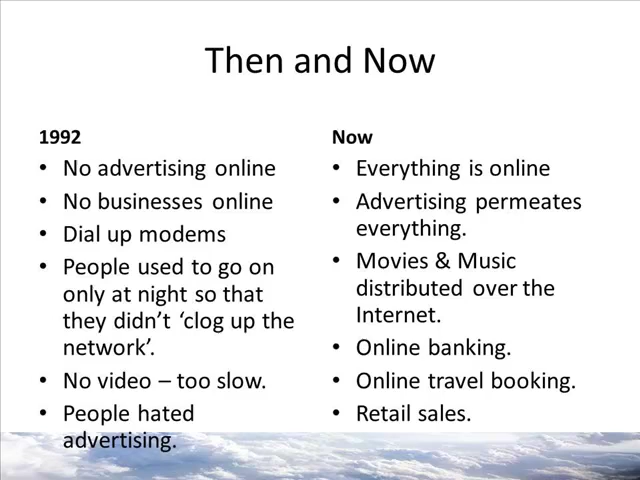 Then and Now
1992
• No advertising online
• No businesses online
• Dial up modems
• People used to go on
only at night so that
they didn't 'clog up the
network'.
• No video – too slow.
• People hated
advertising.
Now
• Everything is online
• Advertising permeates
everything.
• Movies & Music
distributed over the
Internet.
• Online banking.
• Online travel booking.
• Retail sales.